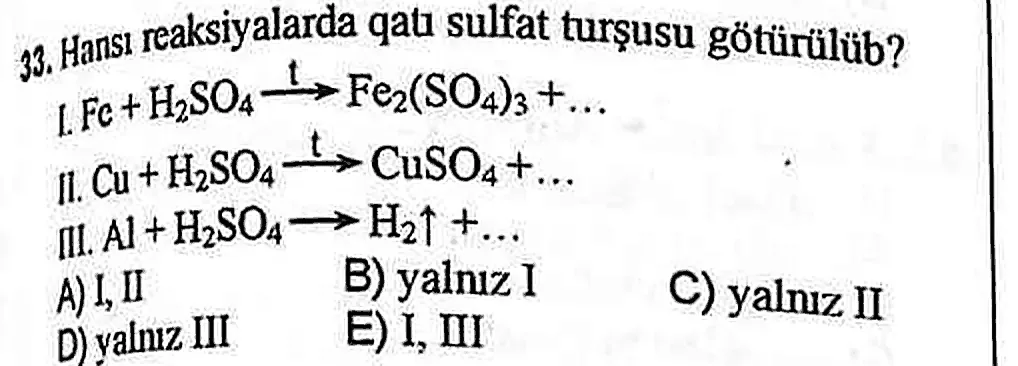 33. Hansı reaksiyalarda qatı sulfat turşusu götürülüb?
I. Fe + H₂SO₄ —t→ Fe₂(SO₄)₃ + ...
II. Cu + H₂SO₄ —t→ CuSO₄ + ...
III. Al + H₂SO₄ ⟶ H₂↑ + ...
A) I, II B) yalnız I C) yalnız II
D) yalnız III E) I, III